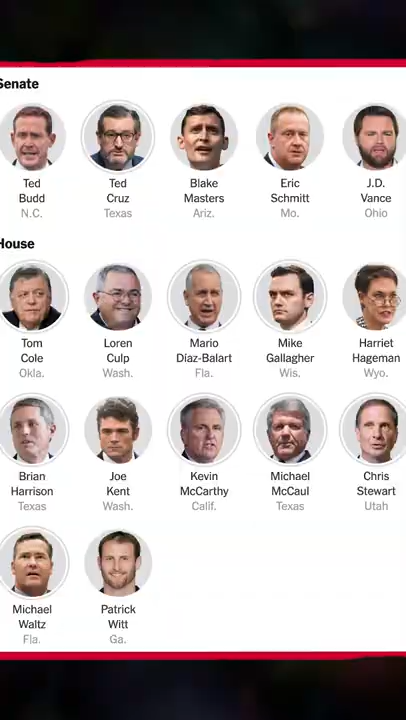 Senate
Ted
Budd
N.C.
Ted
Cruz
Texas
Blake
Masters
Ariz.
Eric
Schmitt
Mo.
J.D.
Vance
Ohio
House
Tom
Cole
Okla.
Loren
Culp
Wash.
Mario
Díaz-Balart
Fla.
Mike
Gallagher
Wis.
Harriet
Hageman
Wyo.
Brian
Harrison
Texas
Joe
Kent
Wash.
Kevin
McCarthy
Calif.
Michael
McCaul
Texas
Chris
Stewart
Utah
Michael
Waltz
Fla.
Patrick
Witt
Ga.